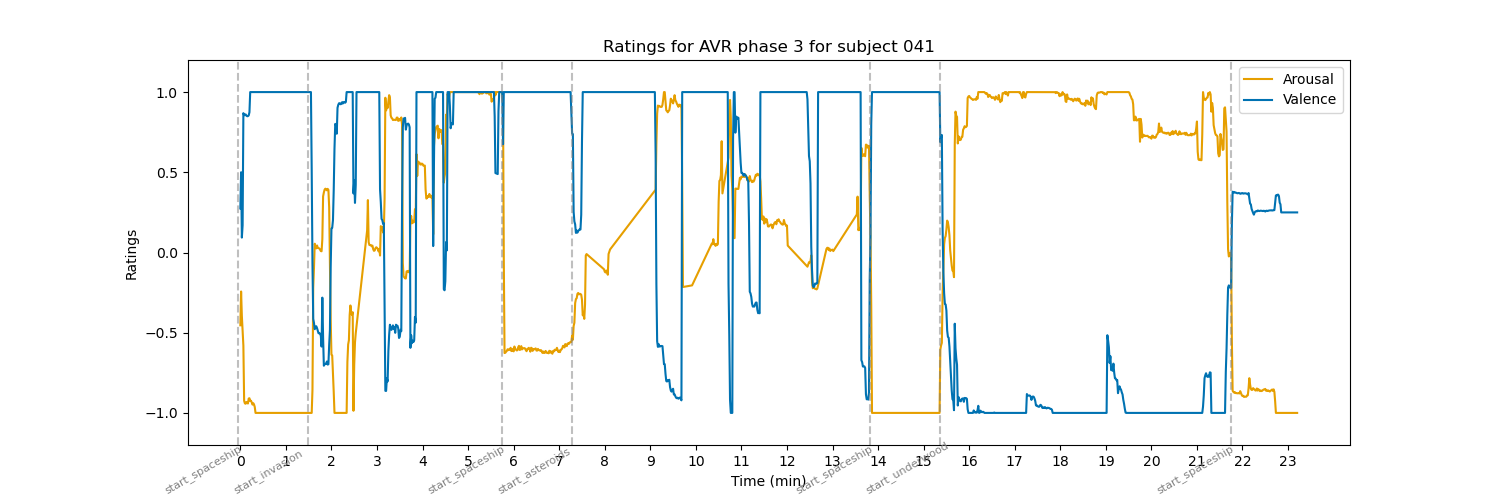 Ratings for AVR phase 3 for subject 041
Arousal
Valence
Ratings
1.0
0.5
0.0
−0.5
−1.0
0 1 2 3 4 5 6 7 8 9 10 11 12 13 14 15 16 17 18 19 20 21 22 23
start_spaceship
start_invasion
start_spaceship
start_asteroids
start_spaceship
start_spaceship
Time (min)